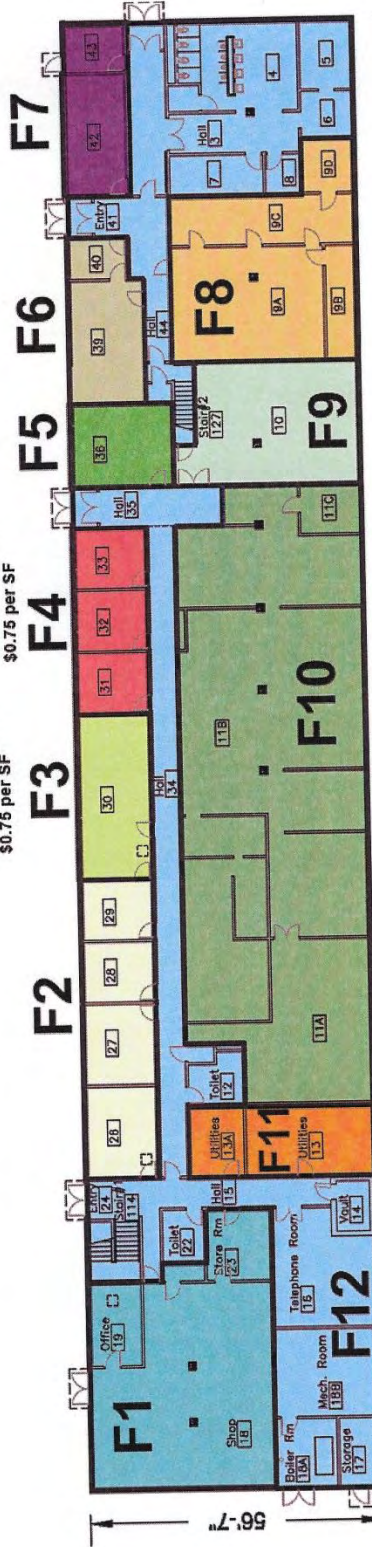 $0.75 per SF
$0.75 per SF
F1
F2
F3
F4
F5
F6
F7
F8
F9
F10
F11
F12
56'-7"
Office
19
Shop
18
Entry
24
Stair#1
114
Toilet
22
Store Rm
23
Hall
15
Boiler Rm
18A
Mech. Room
18B
Storage
17
Telephone Room
16
Vault
14
Utilities
13A
Utilities
13
Toilet
12
28
27
28
29
30
31
32
33
Hall
34
Hall
35
11A
11B
11C
36
Stair#2
127
10
39
40
Entry
41
Hall
44
42
43
Hall
3
4
5
6
7
8
9A
9B
9C
9D